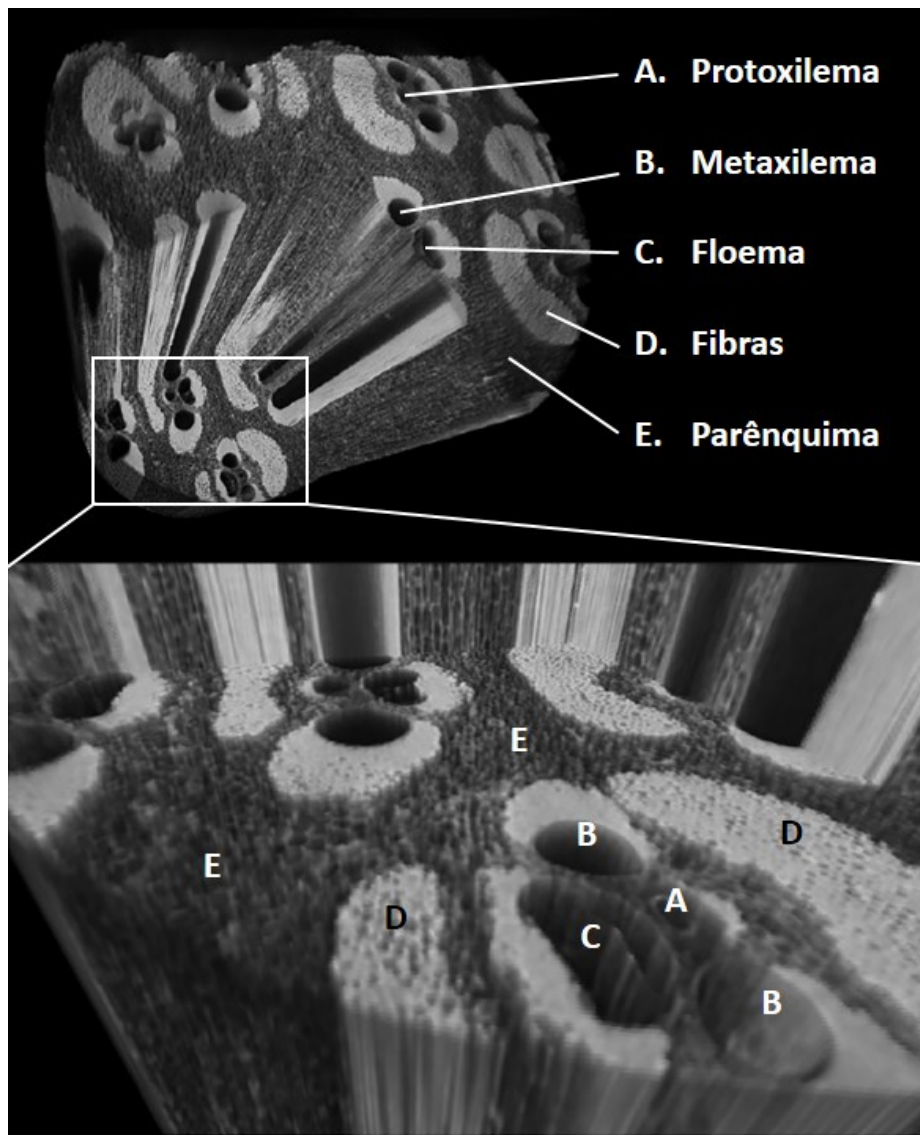 A. Protoxilema
B. Metaxilema
C. Floema
D. Fibras
E. Parênquima
E
B
D
E
A
D
C
B